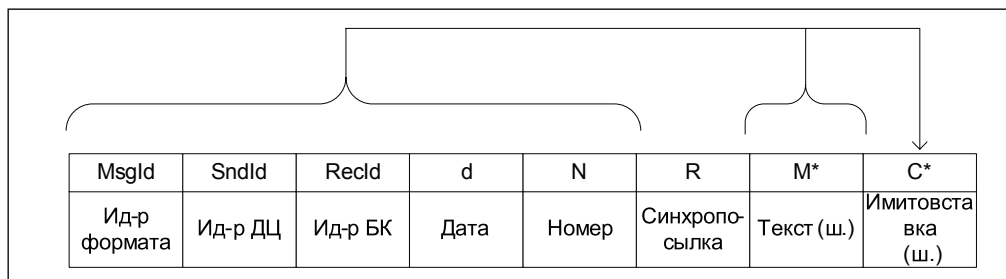 MsgId SndId RecId d N R M* C*
Ид-р формата Ид-р ДЦ Ид-р БК Дата Номер Синхропо-сылка Текст (ш.) Имитовста вка (ш.)